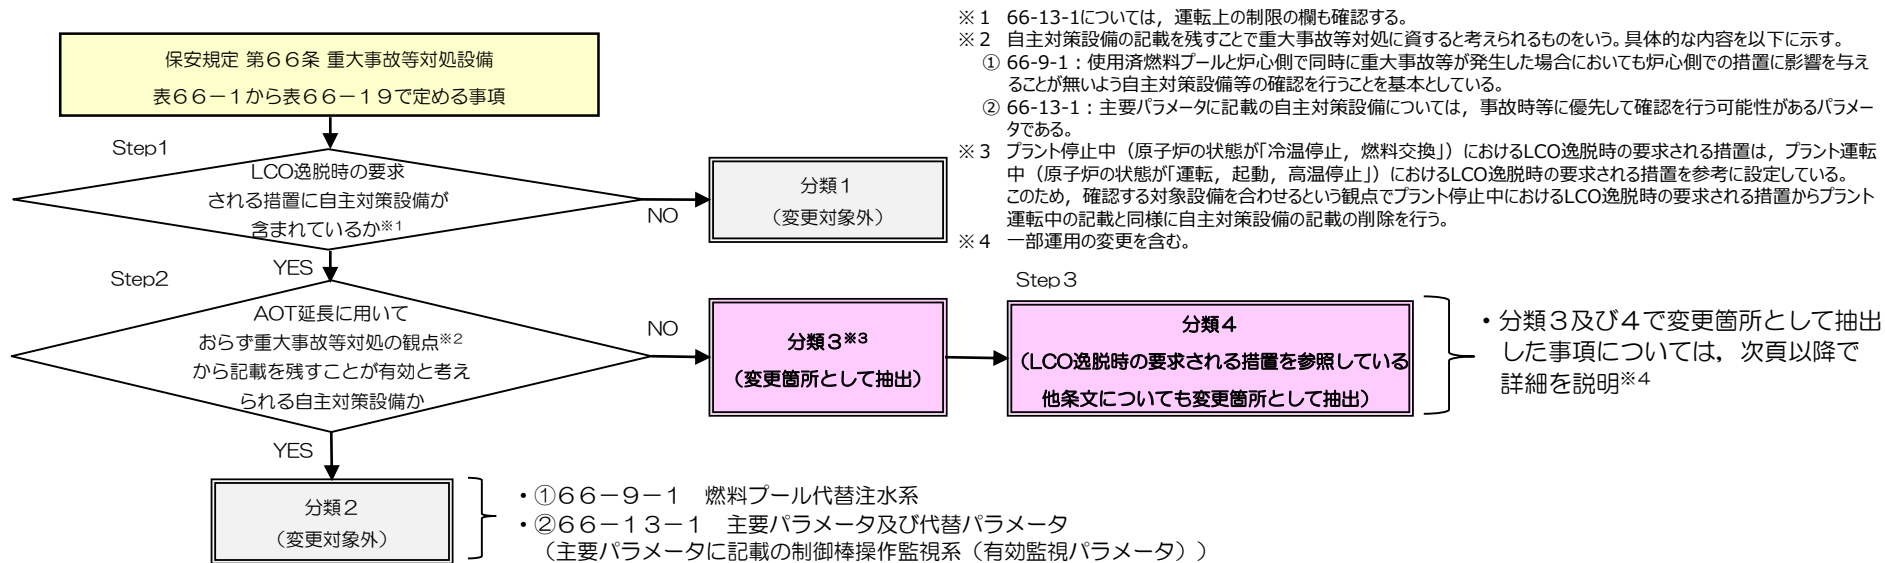 保安規定 第66条 重大事故等対処設備
表66-1から表66-19で定める事項
※1 66-13-1については，運転上の制限の欄も確認する。
※2 自主対策設備の記載を残すことで重大事故等対処に資すると考えられるものをいう。具体的な内容を以下に示す。
① 66-9-1：使用済燃料プールと炉心側で同時に重大事故等が発生した場合においても炉心側での措置に影響を与え
ることが無いよう自主対策設備等の確認を行うことを基本としている。
② 66-13-1：主要パラメータに記載の自主対策設備については，事故時等に優先して確認を行う可能性があるパラメー
タである。
※3 プラント停止中（原子炉の状態が「冷温停止，燃料交換」）におけるLCO逸脱時の要求される措置は，プラント運転
中（原子炉の状態が「運転，起動，高温停止」）におけるLCO逸脱時の要求される措置を参考に設定している。
このため，確認する対象設備を合わせるという観点でプラント停止中におけるLCO逸脱時の要求される措置からプラント
運転中の記載と同様に自主対策設備の記載の削除を行う。
※4 一部運用の変更を含む。
Step1
LCO逸脱時の要求
される措置に自主対策設備が
含まれているか※1
NO
分類1
（変更対象外）
YES
Step2
AOT延長に用いて
おらず重大事故等対処の観点※2
から記載を残すことが有効と考え
られる自主対策設備か
NO
分類3※3
（変更箇所として抽出）
Step3
分類4
（LCO逸脱時の要求される措置を参照している
他条文についても変更箇所として抽出）
・分類3及び4で変更箇所として抽出
した事項については，次頁以降で
詳細を説明※4
YES
分類2
（変更対象外）
・①66-9-1 燃料プール代替注水系
・②66-13-1 主要パラメータ及び代替パラメータ
（主要パラメータに記載の制御棒操作監視系（有効監視パラメータ））